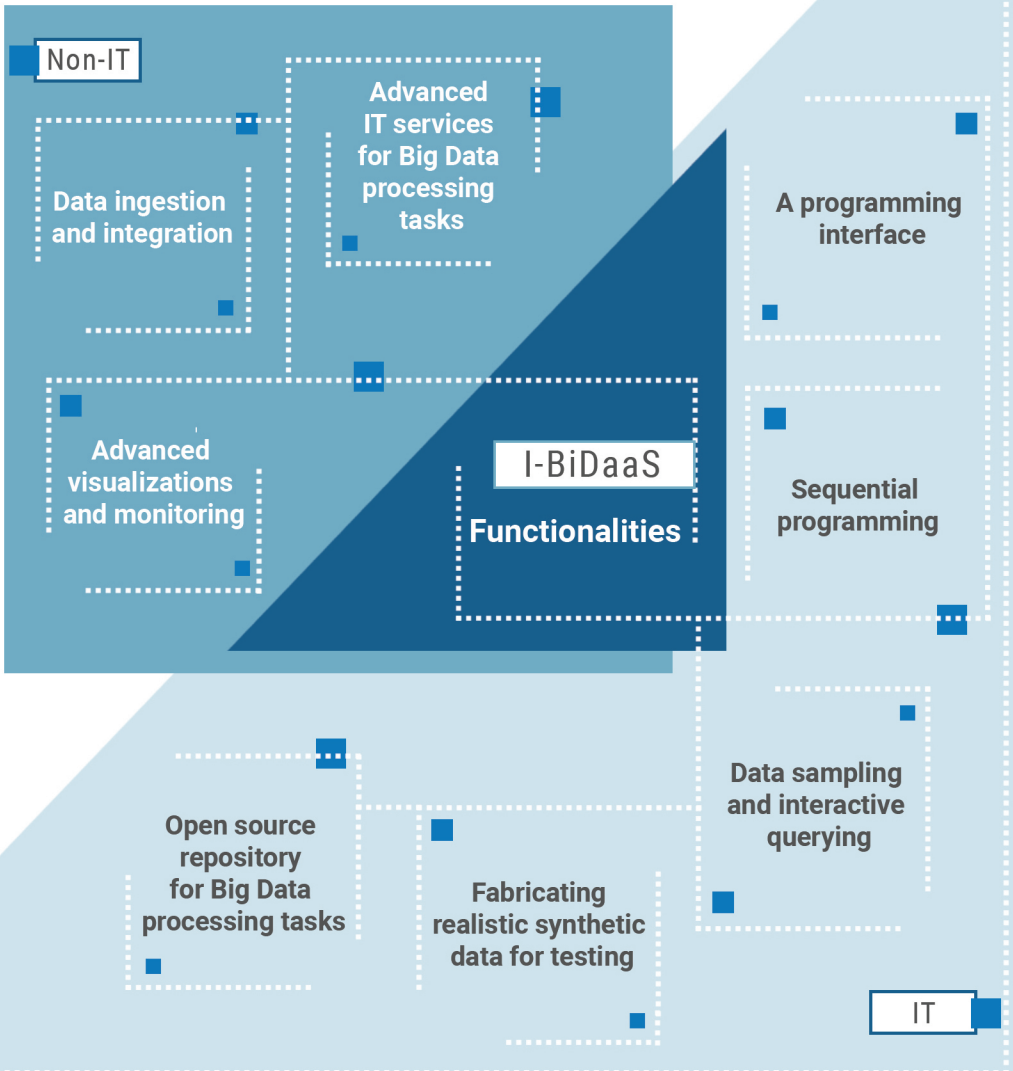 Non-IT
Advanced
IT services
for Big Data
processing
tasks
Data ingestion
and integration
A programming
interface
Advanced
visualizations
and monitoring
I-BiDaaS
Functionalities
Sequential
programming
Data sampling
and interactive
querying
Open source
repository
for Big Data
processing tasks
Fabricating
realistic synthetic
data for testing
IT